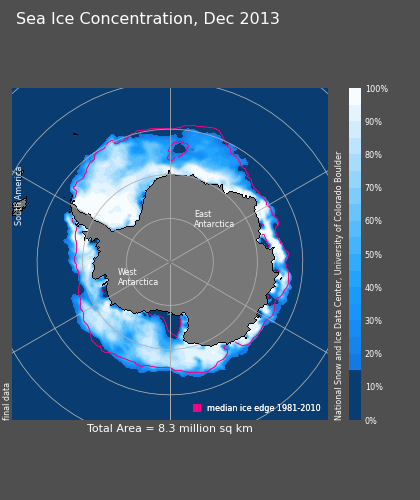 Sea Ice Concentration, Dec 2013
South America
East
Antarctica
West
Antarctica
final data
median ice edge 1981-2010
Total Area = 8.3 million sq km
National Snow and Ice Data Center, University of Colorado Boulder
100%
90%
80%
70%
60%
50%
40%
30%
20%
10%
0%